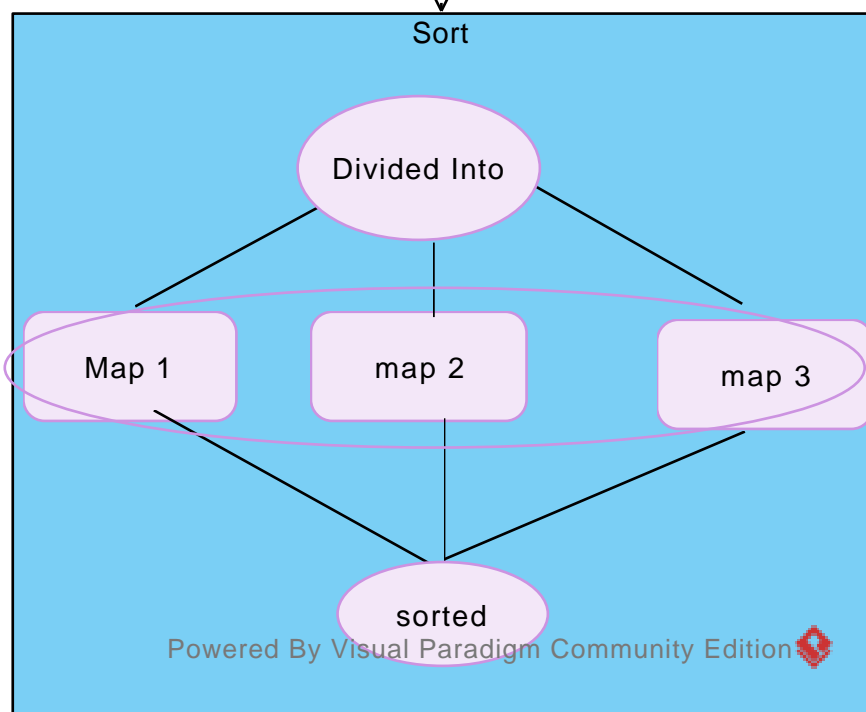 Sort
Divided Into
Map 1
map 2
map 3
sorted
Powered By Visual Paradigm Community Edition